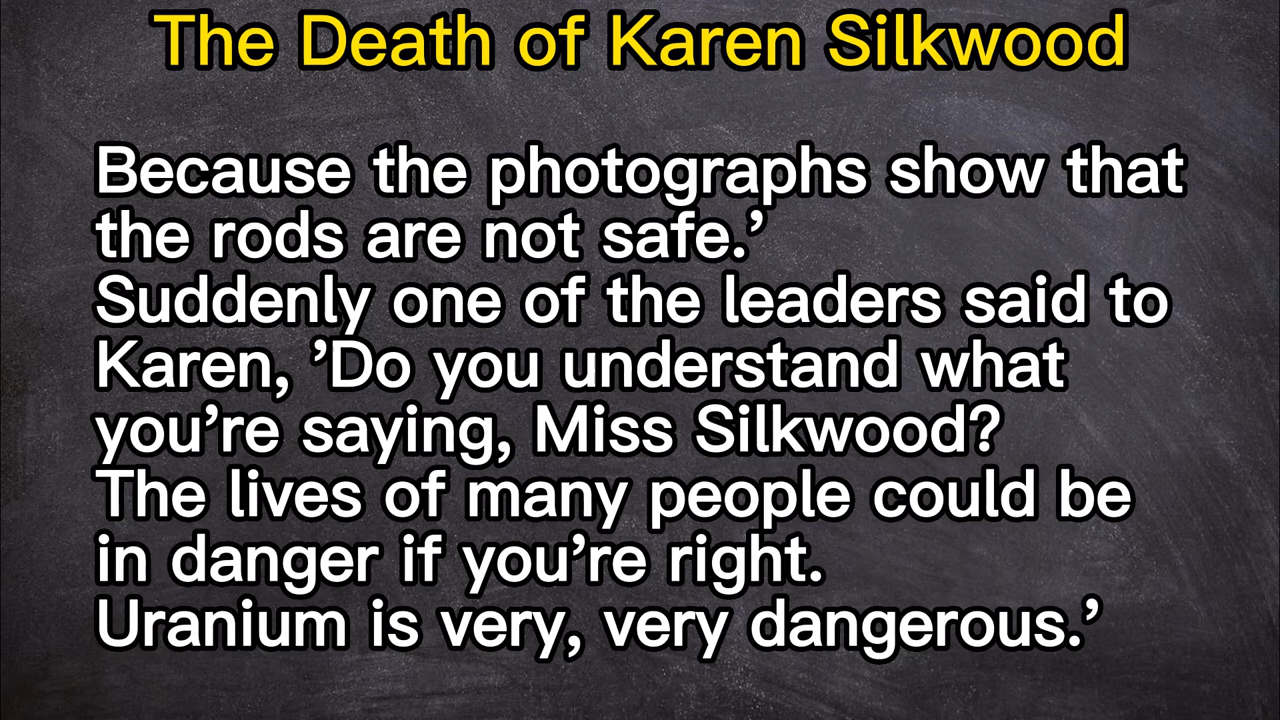 The Death of Karen Silkwood
Because the photographs show that
the rods are not safe.’
Suddenly one of the leaders said to
Karen, ’Do you understand what
you’re saying, Miss Silkwood?
The lives of many people could be
in danger if you’re right.
Uranium is very, very dangerous.’